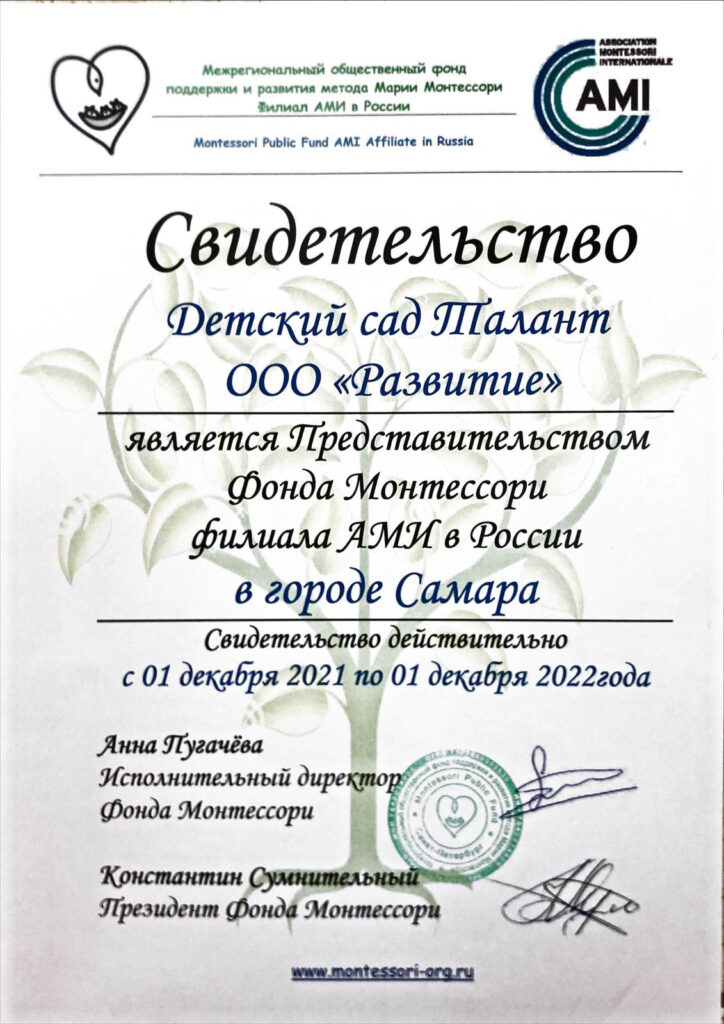 Межрегиональный общественный фонд
поддержки и развития метода Марии Монтессори
Филиал АМИ в России
Montessori Public Fund AMI Affiliate in Russia
ASSOCIATION
MONTESSORI
INTERNATIONALE
AMI
Свидетельство
Детский сад Талант
ООО «Развитие»
является Представительством
Фонда Монтессори
филиала АМИ в России
в городе Самара
Свидетельство действительно
с 01 декабря 2021 по 01 декабря 2022года
Анна Пугачёва
Исполнительный директор
Фонда Монтессори
Montessori Public Fund
Санкт-Петербург
Константин Сумнительный
Президент Фонда Монтессори
www.montessori-org.ru